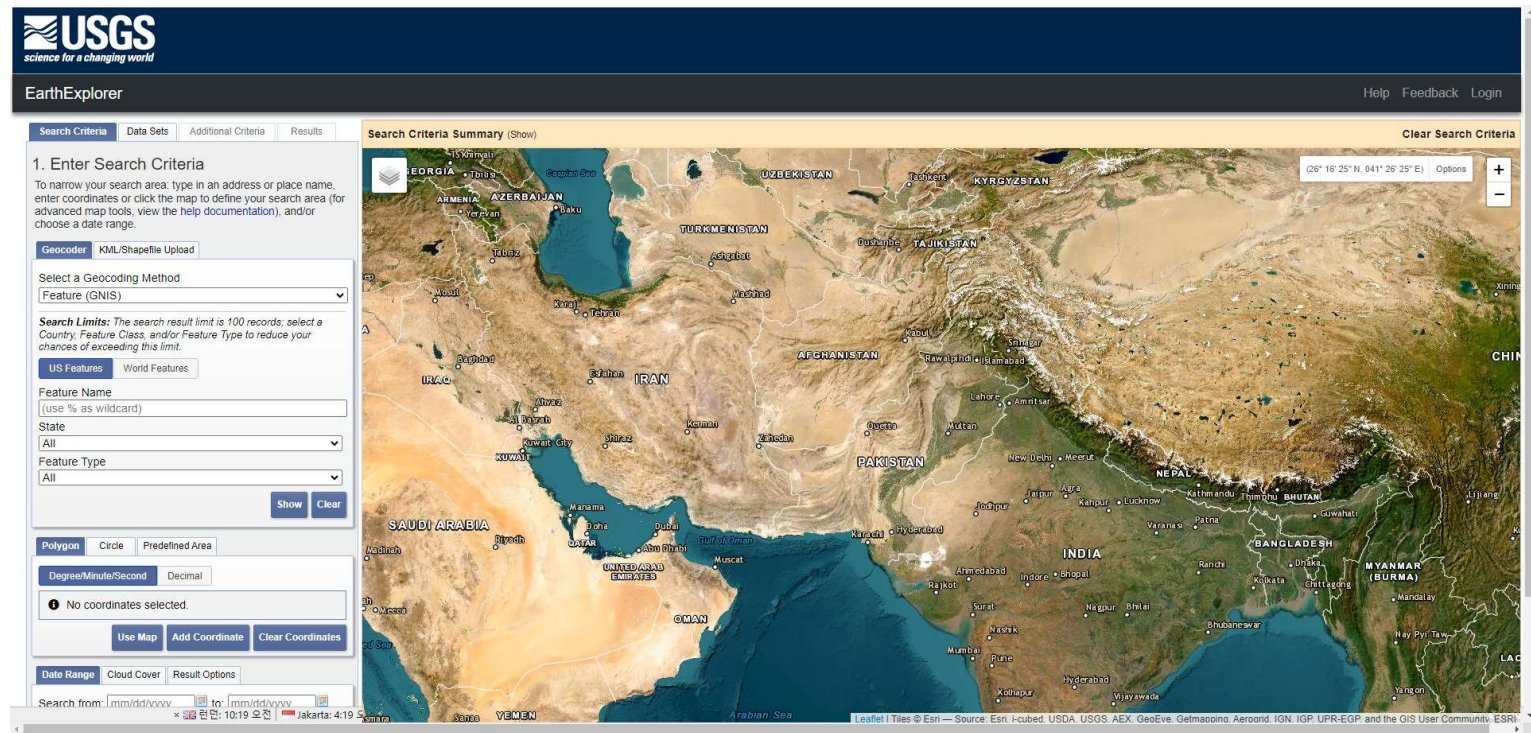 USGS
science for a changing world
EarthExplorer
Help Feedback Login
Search Criteria Data Sets Additional Criteria Results
1. Enter Search Criteria
To narrow your search area: type in an address or place name,
enter coordinates or click the map to define your search area (for
advanced map tools, view the help documentation), and/or
choose a date range.
Geocoder KML/Shapefile Upload
Select a Geocoding Method
Feature (GNIS)
Search Limits: The search result limit is 100 records; select a
Country, Feature Class, and/or Feature Type to reduce your
chances of exceeding this limit.
US Features World Features
Feature Name
(use % as wildcard)
State
All
Feature Type
All
Show Clear
Polygon Circle Predefined Area
Degree/Minute/Second Decimal
No coordinates selected.
Use Map Add Coordinate Clear Coordinates
Date Range Cloud Cover Result Options
Search from: mm/dd/yyyy to: mm/dd/yyyy
× 런던: 10:19 오전 Jakarta: 4:19
Search Criteria Summary (Show)
Clear Search Criteria
(26° 16' 25" N, 041° 26' 25" E) Options
+
−
Tskhinvali
GEORGIA
Tbilisi
Caspian Sea
UZBEKISTAN
Tashkent
KYRGYZSTAN
ARMENIA
AZERBAIJAN
Yerevan
Baku
TURKMENISTAN
Dushanbe
TAJIKISTAN
Tabriz
Ashgabat
Mosul
Mashhad
Xining
Karaj
Tehran
Kabul
Srinagar
Baghdad
AFGHANISTAN
Rawalpindi
Islamabad
CHIN
IRAQ
Esfahan
IRAN
Ahvaz
Lahore
Amritsar
Al Basrah
Kerman
Quetta
Multan
Kuwait City
Shiraz
Zahedan
KUWAIT
PAKISTAN
New Delhi
Meerut
NEPAL
Manama
Jaipur
Agra
Kanpur
Lucknow
Kathmandu
Thimphu
BHUTAN
Lijiang
Jodhpur
Guwahati
SAUDI ARABIA
Doha
Dubai
Karachi
Hyderabad
Varanasi
Patna
Riyadh
QATAR
Abu Dhabi
Gulf of Oman
BANGLADESH
Madinah
Muscat
INDIA
UNITED ARAB
EMIRATES
Ahmedabad
Indore
Bhopal
Ranchi
Dhaka
MYANMAR
(BURMA)
Rajkot
Kolkata
Chittagong
Mandalay
Mecca
Surat
Nagpur
Bhilai
OMAN
Nashik
Bhubaneswar
Nay Pyi Taw
Mumbai
Pune
LAO
Hyderabad
Kolhapur
Vijayawada
Yangon
Sanaa
YEMEN
Arabian Sea
Leaflet | Tiles © Esri — Source: Esri, i-cubed, USDA, USGS, AEX, GeoEye, Getmapping, Aerogrid, IGN, IGP, UPR-EGP, and the GIS User Community, ESRI